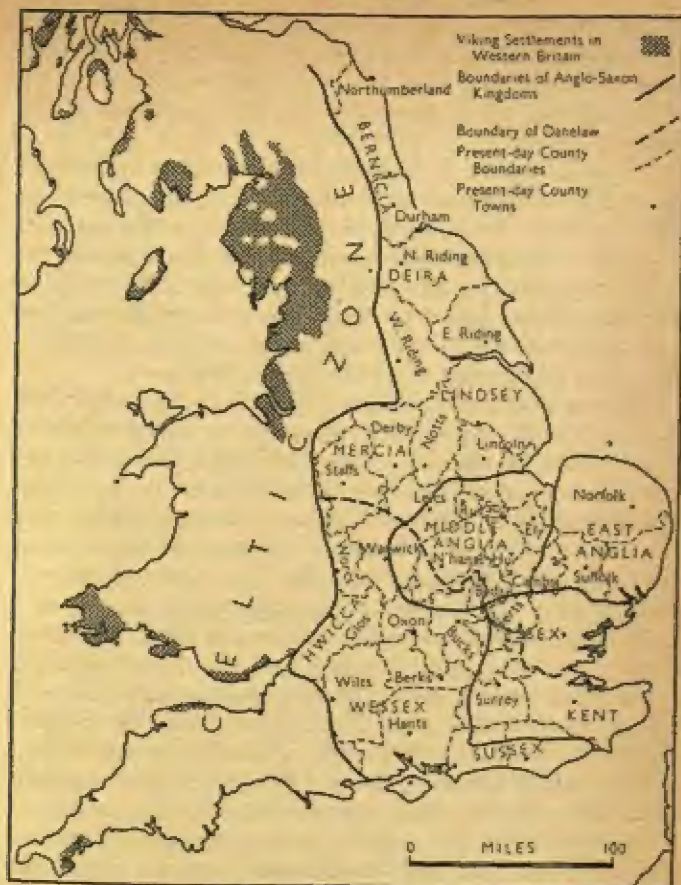 Viking Settlements in
Western Britain
Boundaries of Anglo-Saxon
Kingdoms
Boundary of Danelaw
Present-day County
Boundaries
Present-day County
Towns
Northumberland
BERNICIA
Durham
N. Riding
DEIRA
W. Riding
E. Riding
CELTIC ZONE
LINDSEY
Derby
Notts
Lincoln
MERCIA
Staffs
Leics
Norfolk
MIDDLE
ANGLIA
Ely
EAST
ANGLIA
Warwick
N'hants
Suffolk
HWICCA
Glos
Oxon
Bucks
Herts
ESSEX
Wilts
Berks
Surrey
KENT
WESSEX
Hants
SUSSEX
0 MILES 100